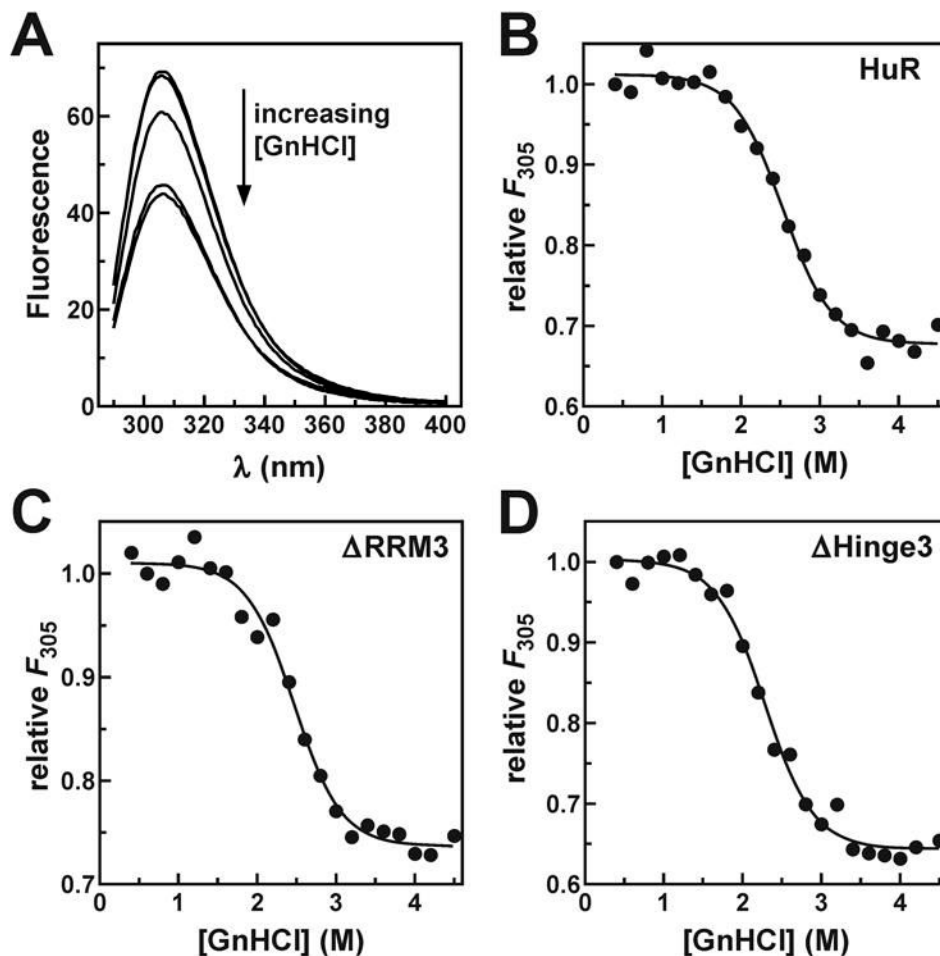 A
Fluorescence
60
40
20
0
increasing
[GnHCl]
300 320 340 360 380 400
λ (nm)
B
HuR
relative F305
1.0
0.9
0.8
0.7
0.6
0 1 2 3 4
[GnHCl] (M)
C
ΔRRM3
relative F305
1.0
0.9
0.8
0.7
0 1 2 3 4
[GnHCl] (M)
D
ΔHinge3
relative F305
1.0
0.9
0.8
0.7
0.6
0 1 2 3 4
[GnHCl] (M)